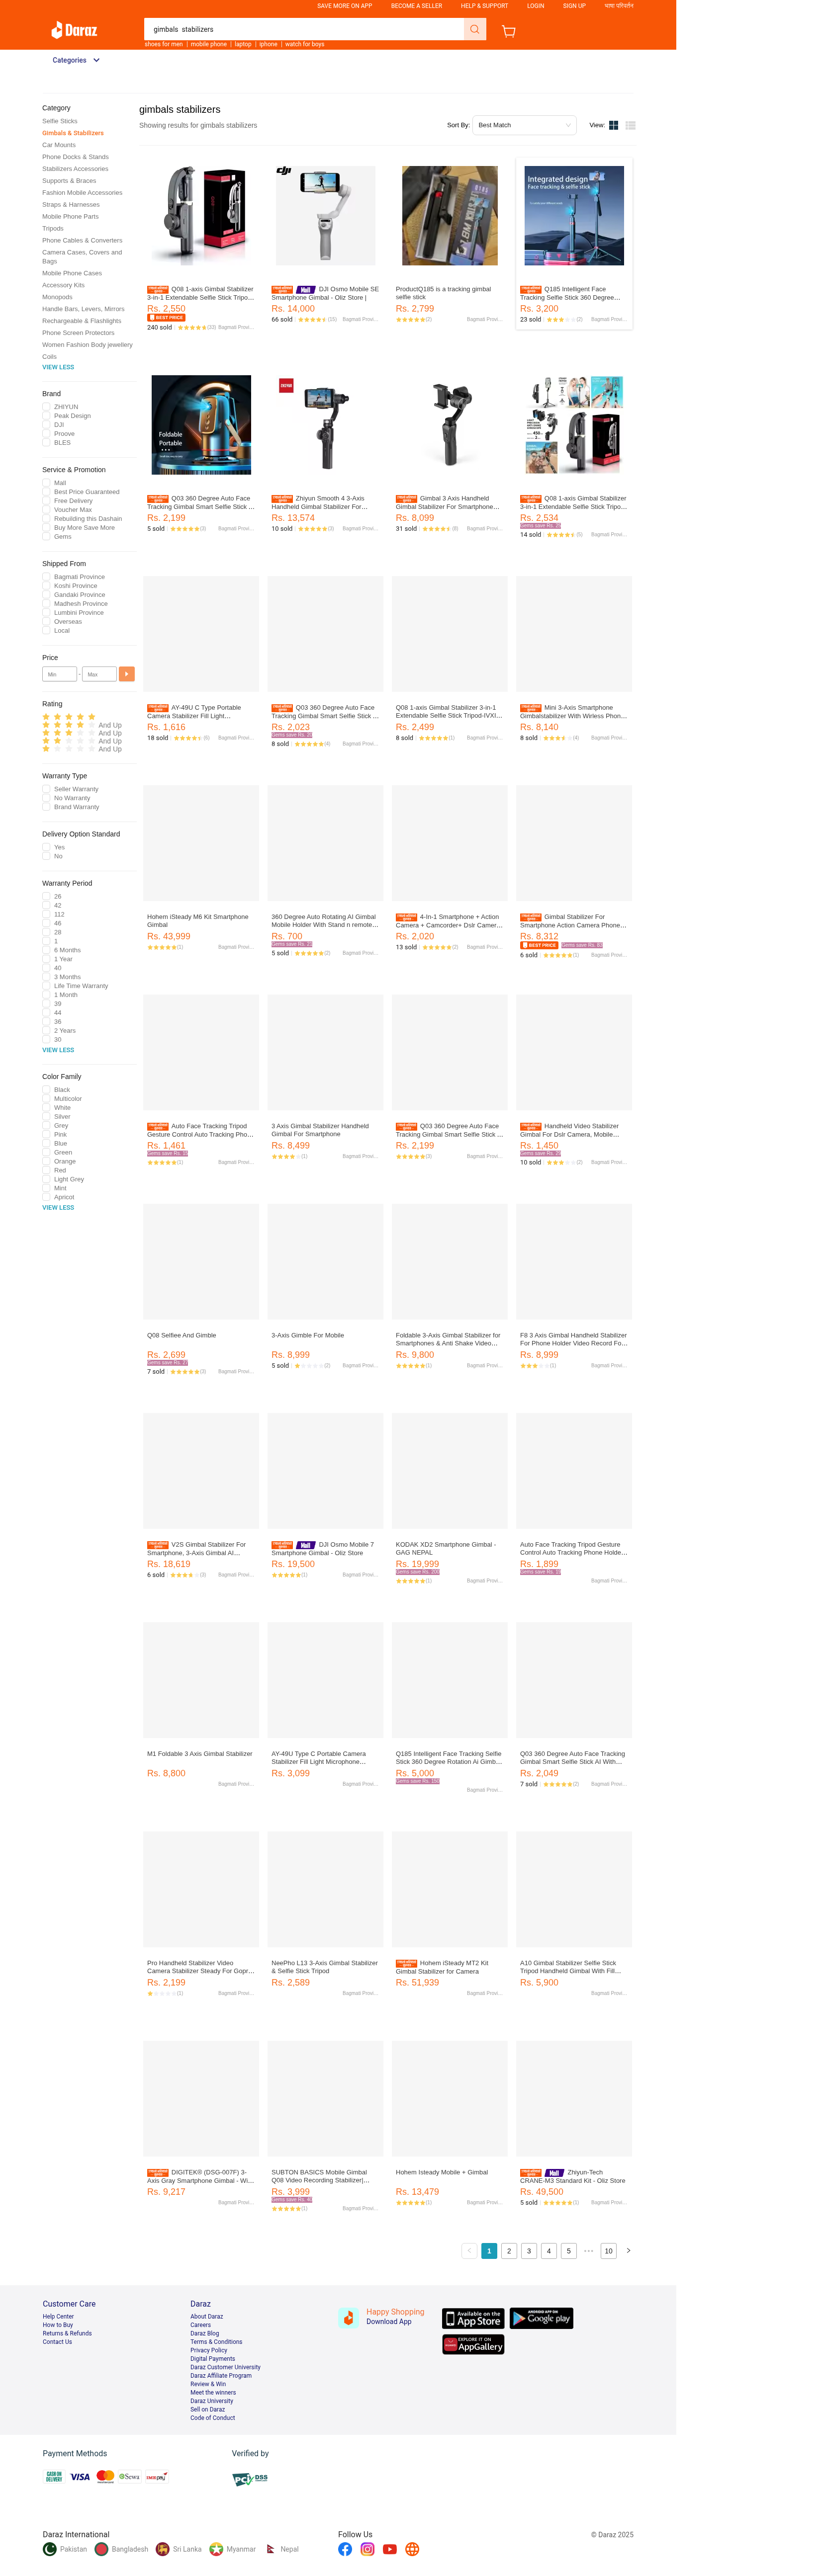 SAVE MORE ON APP
BECOME A SELLER
HELP & SUPPORT
LOGIN
SIGN UP
भाषा परिवर्तन
Daraz
gimbals stabilizers
shoes for men | mobile phone | laptop | iphone | watch for boys
Categories
Category
Selfie Sticks
Gimbals & Stabilizers
Car Mounts
Phone Docks & Stands
Stabilizers Accessories
Supports & Braces
Fashion Mobile Accessories
Straps & Harnesses
Mobile Phone Parts
Tripods
Phone Cables & Converters
Camera Cases, Covers and
Bags
Mobile Phone Cases
Accessory Kits
Monopods
Handle Bars, Levers, Mirrors
Rechargeable & Flashlights
Phone Screen Protectors
Women Fashion Body jewellery
Coils
VIEW LESS
Brand
ZHIYUN
Peak Design
DJI
Proove
BLES
Service & Promotion
Mall
Best Price Guaranteed
Free Delivery
Voucher Max
Rebuilding this Dashain
Buy More Save More
Gems
Shipped From
Bagmati Province
Koshi Province
Gandaki Province
Madhesh Province
Lumbini Province
Overseas
Local
Price
Min - Max
Rating
And Up
And Up
And Up
And Up
Warranty Type
Seller Warranty
No Warranty
Brand Warranty
Delivery Option Standard
Yes
No
Warranty Period
26
42
112
46
28
1
6 Months
1 Year
40
3 Months
Life Time Warranty
1 Month
39
44
36
2 Years
30
VIEW LESS
Color Family
Black
Multicolor
White
Silver
Grey
Pink
Blue
Green
Orange
Red
Light Grey
Mint
Apricot
VIEW LESS
gimbals stabilizers
Showing results for gimbals stabilizers
Sort By: Best Match
View:
Q08 1-axis Gimbal Stabilizer
3-in-1 Extendable Selfie Stick Tripo...
Rs. 2,550
BEST PRICE
240 sold (33) Bagmati Provi...
dji
Mall DJI Osmo Mobile SE
Smartphone Gimbal - Oliz Store |
Rs. 14,000
66 sold (33) Bagmati Provi...
ProductQ185 is a tracking gimbal
selfie stick
Rs. 2,799
(2) Bagmati Provi...
Integrated design
Face tracking & selfie stick
Q185 Intelligent Face
Tracking Selfie Stick 360 Degree...
Rs. 3,200
23 sold (2) Bagmati Provi...
Foldable
Portable
Q03 360 Degree Auto Face
Tracking Gimbal Smart Selfie Stick ...
Rs. 2,199
5 sold (3) Bagmati Provi...
Zhiyun Smooth 4 3-Axis
Handheld Gimbal Stabilizer For...
Rs. 13,574
10 sold (3) Bagmati Provi...
Gimbal 3 Axis Handheld
Gimbal Stabilizer For Smartphone...
Rs. 8,099
31 sold (8) Bagmati Provi...
Q08 1-axis Gimbal Stabilizer
3-in-1 Extendable Selfie Stick Tripo...
Rs. 2,534
14 sold (5) Bagmati Provi...
AY-49U C Type Portable
Camera Stabilizer Fill Light...
Rs. 1,616
18 sold (6) Bagmati Provi...
Q03 360 Degree Auto Face
Tracking Gimbal Smart Selfie Stick ...
Rs. 2,023
8 sold (4) Bagmati Provi...
Q08 1-axis Gimbal Stabilizer 3-in-1
Extendable Selfie Stick Tripod-IVXI...
Rs. 2,499
8 sold (1) Bagmati Provi...
Mini 3-Axis Smartphone
Gimbalstabilizer With Wirless Phon...
Rs. 8,140
8 sold (4) Bagmati Provi...
Hohem iSteady M6 Kit Smartphone
Gimbal
Rs. 43,999
(1) Bagmati Provi...
360 Degree Auto Rotating AI Gimbal
Mobile Holder With Stand n remote...
Rs. 700
5 sold (2) Bagmati Provi...
4-In-1 Smartphone + Action
Camera + Camcorder+ Dslr Camer...
Rs. 2,020
13 sold (2) Bagmati Provi...
Gimbal Stabilizer For
Smartphone Action Camera Phone...
Rs. 8,312
BEST PRICE
6 sold (1) Bagmati Provi...
Auto Face Tracking Tripod
Gesture Control Auto Tracking Pho...
Rs. 1,461
(1) Bagmati Provi...
3 Axis Gimbal Stabilizer Handheld
Gimbal For Smartphone
Rs. 8,499
(1) Bagmati Provi...
Q03 360 Degree Auto Face
Tracking Gimbal Smart Selfie Stick ...
Rs. 2,199
(3) Bagmati Provi...
Handheld Video Stabilizer
Gimbal For Dslr Camera, Mobile...
Rs. 1,450
10 sold (2) Bagmati Provi...
Q08 Selflee And Gimble
Rs. 2,699
7 sold (3) Bagmati Provi...
3-Axis Gimble For Mobile
Rs. 8,999
5 sold (2) Bagmati Provi...
Foldable 3-Axis Gimbal Stabilizer for
Smartphones & Anti Shake Video...
Rs. 9,800
(1) Bagmati Provi...
F8 3 Axis Gimbal Handheld Stabilizer
For Phone Holder Video Record Fo...
Rs. 8,999
(1) Bagmati Provi...
V2S Gimbal Stabilizer For
Smartphone, 3-Axis Gimbal AI...
Rs. 18,619
6 sold (3) Bagmati Provi...
Mall DJI Osmo Mobile 7
Smartphone Gimbal - Oliz Store
Rs. 19,500
(1) Bagmati Provi...
KODAK XD2 Smartphone Gimbal -
GAG NEPAL
Rs. 19,999
Gems save Rs. 200
(1) Bagmati Provi...
Auto Face Tracking Tripod Gesture
Control Auto Tracking Phone Holde...
Rs. 1,899
Bagmati Provi...
M1 Foldable 3 Axis Gimbal Stabilizer
Rs. 8,800
Bagmati Provi...
AY-49U Type C Portable Camera
Stabilizer Fill Light Microphone...
Rs. 3,099
Bagmati Provi...
Q185 Intelligent Face Tracking Selfie
Stick 360 Degree Rotation Ai Gimb...
Rs. 5,000
Bagmati Provi...
Q03 360 Degree Auto Face Tracking
Gimbal Smart Selfie Stick AI With...
Rs. 2,049
7 sold (2) Bagmati Provi...
Pro Handheld Stabilizer Video
Camera Stabilizer Steady For Gopr...
Rs. 2,199
(1) Bagmati Provi...
NeePho L13 3-Axis Gimbal Stabilizer
& Selfie Stick Tripod
Rs. 2,589
Bagmati Provi...
Hohem iSteady MT2 Kit
Gimbal Stabilizer for Camera
Rs. 51,939
Bagmati Provi...
A10 Gimbal Stabilizer Selfie Stick
Tripod Handheld Gimbal With Fill...
Rs. 5,900
Bagmati Provi...
DIGITEK® (DSG-007F) 3-
Axis Gray Smartphone Gimbal - Wi...
Rs. 9,217
Bagmati Provi...
SUBTON BASICS Mobile Gimbal
Q08 Video Recording Stabilizer|...
Rs. 3,999
(1) Bagmati Provi...
Hohem Isteady Mobile + Gimbal
Rs. 13,479
(1) Bagmati Provi...
Mall Zhiyun-Tech
CRANE-M3 Standard Kit - Oliz Store
Rs. 49,500
5 sold (1) Bagmati Provi...
1 2 3 4 5 ••• 10
Customer Care
Help Center
How to Buy
Returns & Refunds
Contact Us
Daraz
About Daraz
Careers
Daraz Blog
Terms & Conditions
Privacy Policy
Digital Payments
Daraz Customer University
Daraz Affiliate Program
Review & Win
Meet the winners
Daraz University
Sell on Daraz
Code of Conduct
Happy Shopping
Download App
Available on the
App Store
ANDROID APP ON
Google play
EXPLORE IT ON
AppGallery
Payment Methods
CASH ON
DELIVERY
VISA
MasterCard
eSewa
Verified by
PCI DSS
Daraz International
Pakistan
Bangladesh
Sri Lanka
Myanmar
Nepal
Follow Us
© Daraz 2025